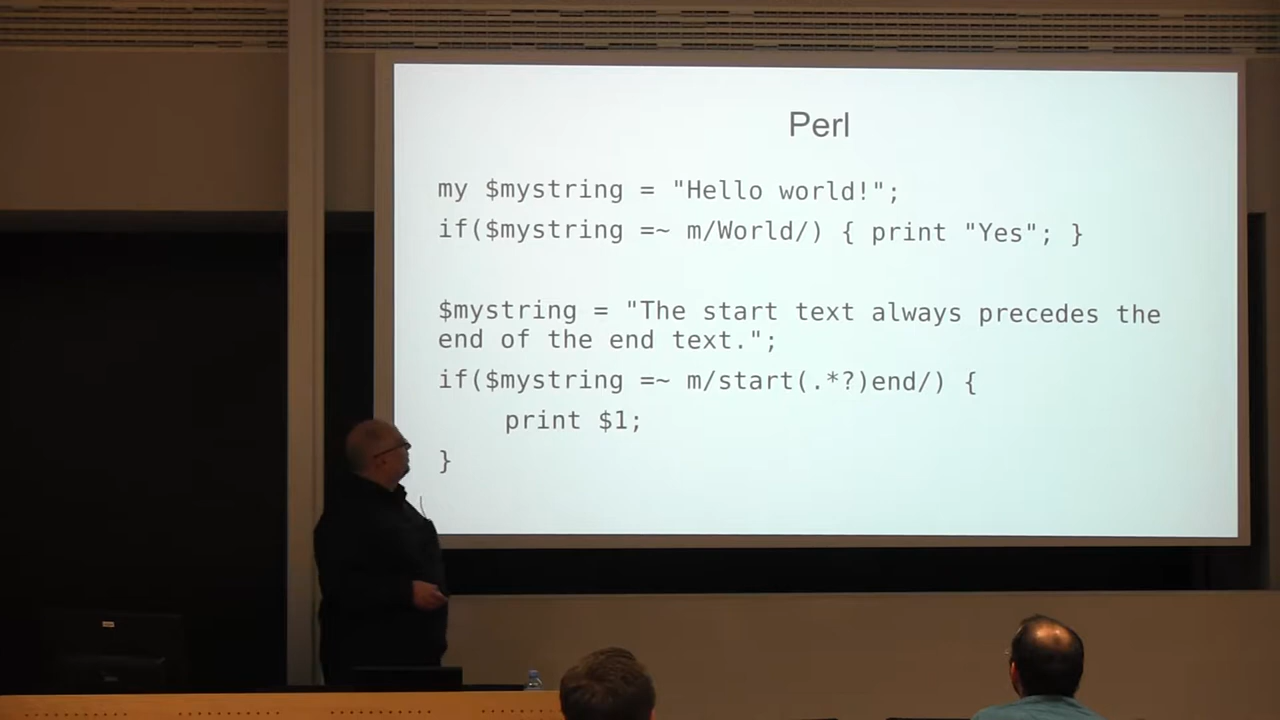 Perl
my $mystring = "Hello world!";
if($mystring =~ m/World/) { print "Yes"; }
$mystring = "The start text always precedes the
end of the end text.";
if($mystring =~ m/start(.*?)end/) {
print $1;
}